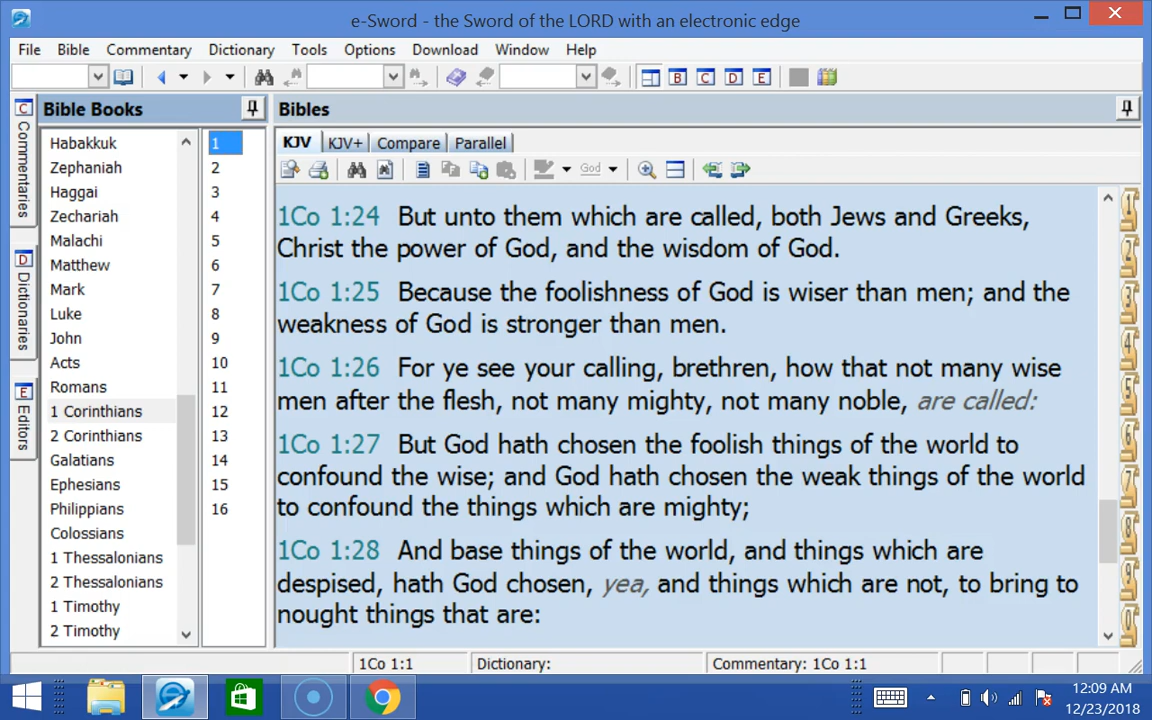 e-Sword - the Sword of the LORD with an electronic edge
File Bible Commentary Dictionary Tools Options Download Window Help
B C D E
C Commentaries
D Dictionaries
E Editors
Bible Books
Habakkuk
Zephaniah
Haggai
Zechariah
Malachi
Matthew
Mark
Luke
John
Acts
Romans
1 Corinthians
2 Corinthians
Galatians
Ephesians
Philippians
Colossians
1 Thessalonians
2 Thessalonians
1 Timothy
2 Timothy
1
2
3
4
5
6
7
8
9
10
11
12
13
14
15
16
Bibles
KJV KJV+ Compare Parallel
God
1Co 1:24 But unto them which are called, both Jews and Greeks,
Christ the power of God, and the wisdom of God.
1Co 1:25 Because the foolishness of God is wiser than men; and the
weakness of God is stronger than men.
1Co 1:26 For ye see your calling, brethren, how that not many wise
men after the flesh, not many mighty, not many noble, are called:
1Co 1:27 But God hath chosen the foolish things of the world to
confound the wise; and God hath chosen the weak things of the world
to confound the things which are mighty;
1Co 1:28 And base things of the world, and things which are
despised, hath God chosen, yea, and things which are not, to bring to
nought things that are:
1
2
3
4
5
6
7
8
9
0
1Co 1:1 Dictionary: Commentary: 1Co 1:1
12:09 AM
12/23/2018